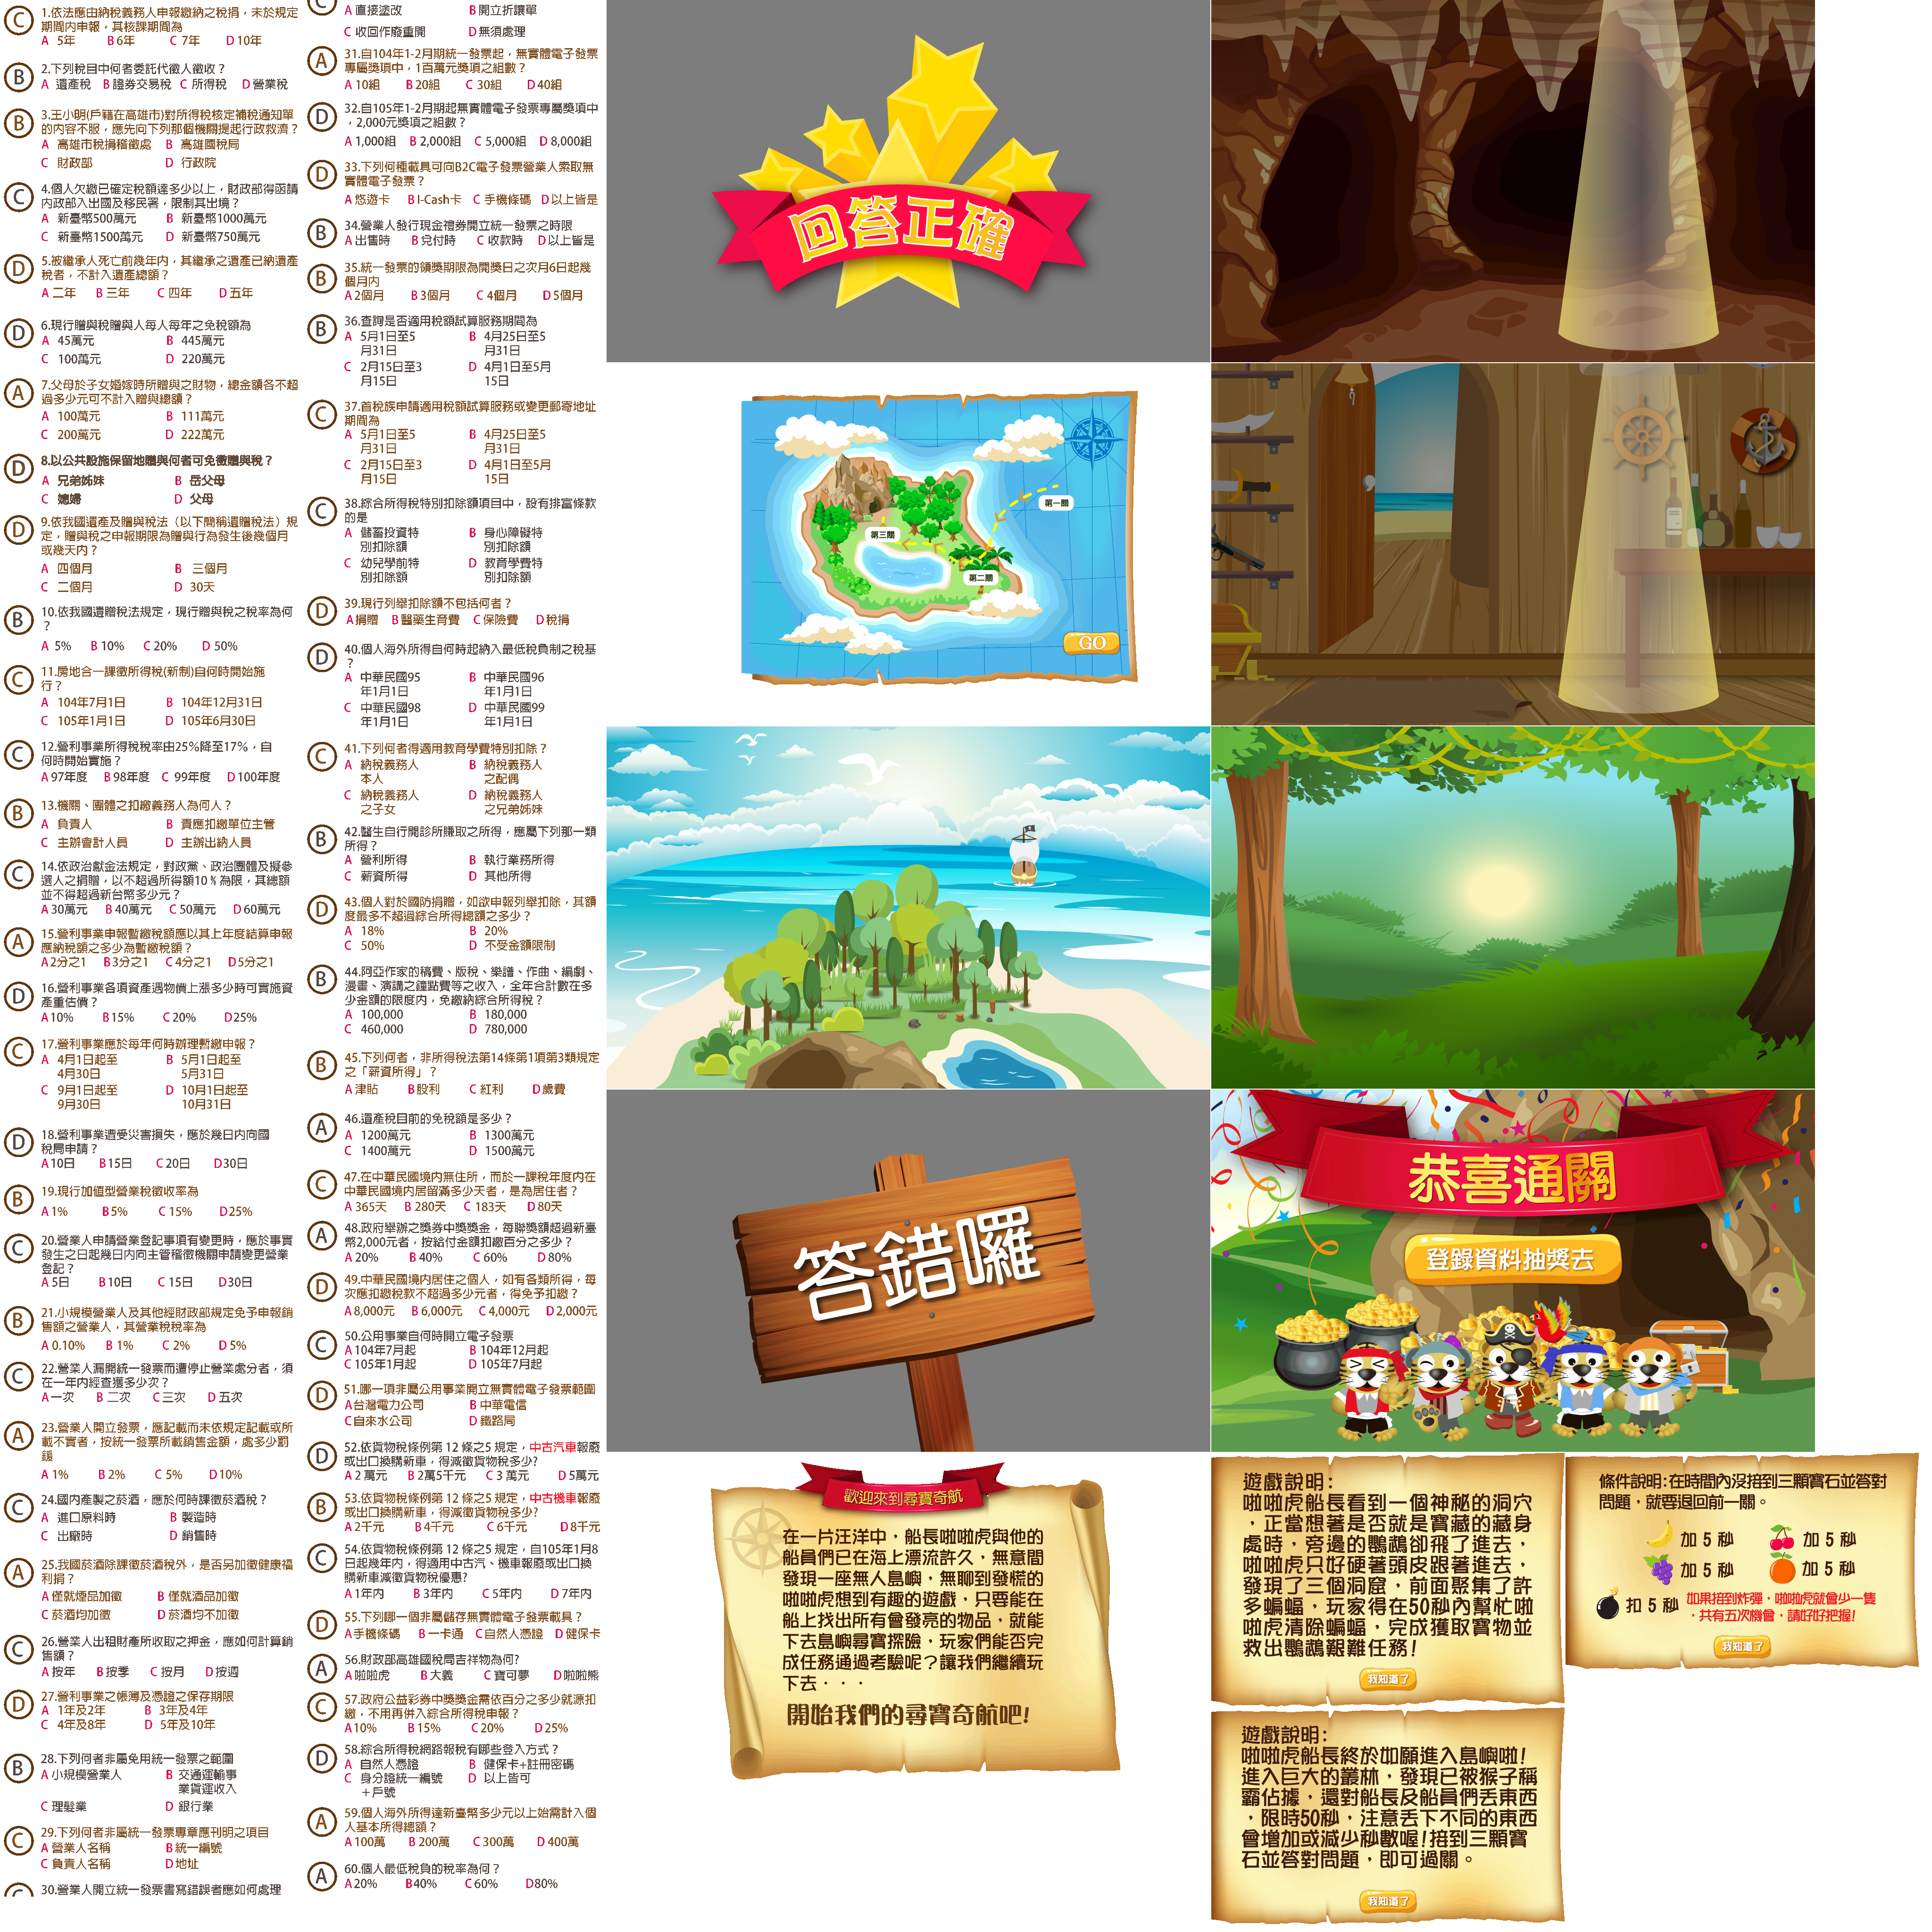 C
1.依法應由納稅義務人申報繳納之稅捐，未於規定
期間內申報，其核課期間為
A 5年 B 6年 C 7年 D 10年
B
2.下列稅目中何者委託代徵人徵收？
A 遺產稅 B 證券交易稅 C 所得稅 D 營業稅
B
3.王小明(戶籍在高雄市)對所得稅核定補稅通知單
的內容不服，應先向下列那個機關提起行政救濟？
A 高雄市稅捐稽徵處 B 高雄國稅局
C 財政部 D 行政院
C
4.個人欠繳已確定稅額達多少以上，財政部得函請
內政部入出國及移民署，限制其出境？
A 新臺幣500萬元 B 新臺幣1000萬元
C 新臺幣1500萬元 D 新臺幣750萬元
D
5.被繼承人死亡前幾年內，其繼承之遺產已納遺產
稅者，不計入遺產總額？
A 二年 B 三年 C 四年 D 五年
D
6.現行贈與稅贈與人每人每年之免稅額為
A 45萬元 B 445萬元
C 100萬元 D 220萬元
A
7.父母於子女婚嫁時所贈與之財物，總金額各不超
過多少元可不計入贈與總額？
A 100萬元 B 111萬元
C 200萬元 D 222萬元
D
8.以公共設施保留地贈與何者可免徵贈與稅？
A 兄弟姊妹 B 岳父母
C 媳婦 D 父母
D
9.依我國遺產及贈與稅法（以下簡稱遺贈稅法）規
定，贈與稅之申報期限為贈與行為發生後幾個月
或幾天內？
A 四個月 B 三個月
C 二個月 D 30天
B
10.依我國遺贈稅法規定，現行贈與稅之稅率為何
？
A 5% B 10% C 20% D 50%
C
11.房地合一課徵所得稅(新制)自何時開始施
行？
A 104年7月1日 B 104年12月31日
C 105年1月1日 D 105年6月30日
C
12.營利事業所得稅稅率由25%降至17%，自
何時開始實施？
A 97年度 B 98年度 C 99年度 D 100年度
B
13.機關、團體之扣繳義務人為何人？
A 負責人 B 責應扣繳單位主管
C 主辦會計人員 D 主辦出納人員
C
14.依政治獻金法規定，對政黨、政治團體及擬參
選人之捐贈，以不超過所得額10 % 為限，其總額
並不得超過新台幣多少元？
A 30萬元 B 40萬元 C 50萬元 D 60萬元
A
15.營利事業申報暫繳稅額應以其上年度結算申報
應納稅額之多少為暫繳稅額？
A 2分之1 B 3分之1 C 4分之1 D 5分之1
D
16.營利事業各項資產遇物價上漲多少時可實施資
產重估價？
A 10% B 15% C 20% D 25%
C
17.營利事業應於每年何時辦理暫繳申報？
A 4月1日起至 B 5月1日起至
4月30日 5月31日
C 9月1日起至 D 10月1日起至
9月30日 10月31日
D
18.營利事業遭受災害損失，應於幾日內向國
稅局申請？
A 10日 B 15日 C 20日 D 30日
B
19.現行加值型營業稅徵收率為
A 1% B 5% C 15% D 25%
C
20.營業人申請營業登記事項有變更時，應於事實
發生之日起幾日內向主管稽徵機關申請變更營業
登記？
A 5日 B 10日 C 15日 D 30日
B
21.小規模營業人及其他經財政部規定免予申報銷
售額之營業人，其營業稅稅率為
A 0.10% B 1% C 2% D 5%
C
22.營業人漏開統一發票而遭停止營業處分者，須
在一年內經查獲多少次？
A 一次 B 二次 C 三次 D 五次
A
23.營業人開立發票，應記載而未依規定記載或所
載不實者，按統一發票所載銷售金額，處多少罰
鍰
A 1% B 2% C 5% D 10%
C
24.國內產製之菸酒，應於何時課徵菸酒稅？
A 進口原料時 B 製造時
C 出廠時 D 銷售時
A
25.我國菸酒除課徵菸酒稅外，是否另加徵健康福
利捐？
A 僅就煙品加徵 B 僅就酒品加徵
C 菸酒均加徵 D 菸酒均不加徵
C
26.營業人出租財產所收取之押金，應如何計算銷
售額？
A 按年 B 按季 C 按月 D 按週
D
27.營利事業之帳簿及憑證之保存期限
A 1年及2年 B 3年及4年
C 4年及8年 D 5年及10年
B
28.下列何者非屬免用統一發票之範圍
A 小規模營業人 B 交通運輸事
業貨運收入
C 理髮業 D 銀行業
C
29.下列何者非屬統一發票專章應刊明之項目
A 營業人名稱 B 統一編號
C 負責人名稱 D 地址
C
30.營業人開立統一發票書寫錯誤者應如何處理
C
A 直接塗改 B 開立折讓單
C 收回作廢重開 D 無須處理
A
31.自104年1-2月期統一發票起，無實體電子發票
專屬獎項中，1百萬元獎項之組數？
A 10組 B 20組 C 30組 D 40組
D
32.自105年1-2月期起無實體電子發票專屬獎項中
，2,000元獎項之組數？
A 1,000組 B 2,000組 C 5,000組 D 8,000組
D
33.下列何種載具可向B2C電子發票營業人索取無
實體電子發票？
A 悠遊卡 B I-Cash卡 C 手機條碼 D 以上皆是
B
34.營業人發行現金禮券開立統一發票之時限
A 出售時 B 兌付時 C 收款時 D 以上皆是
B
35.統一發票的領獎期限為開獎日之次月6日起幾
個月內
A 2個月 B 3個月 C 4個月 D 5個月
B
36.查詢是否適用稅額試算服務期間為
A 5月1日至5 B 4月25日至5
月31日 月31日
C 2月15日至3 D 4月1日至5月
月15日 15日
C
37.首稅族申請適用稅額試算服務或變更郵寄地址
期間為
A 5月1日至5 B 4月25日至5
月31日 月31日
C 2月15日至3 D 4月1日至5月
月15日 15日
C
38.綜合所得稅特別扣除額項目中，設有排富條款
的是
A 儲蓄投資特 B 身心障礙特
別扣除額 別扣除額
C 幼兒學前特 D 教育學費特
別扣除額 別扣除額
D
39.現行列舉扣除額不包括何者？
A 捐贈 B 醫藥生育費 C 保險費 D 稅捐
D
40.個人海外所得自何時起納入最低稅負制之稅基
？
A 中華民國95 B 中華民國96
年1月1日 年1月1日
C 中華民國98 D 中華民國99
年1月1日 年1月1日
C
41.下列何者得適用教育學費特別扣除？
A 納稅義務人 B 納稅義務人
本人 之配偶
C 納稅義務人 D 納稅義務人
之子女 之兄弟姊妹
B
42.醫生自行開診所賺取之所得，應屬下列那一類
所得？
A 營利所得 B 執行業務所得
C 薪資所得 D 其他所得
D
43.個人對於國防捐贈，如欲申報列舉扣除，其額
度最多不超過綜合所得總額之多少？
A 18% B 20%
C 50% D 不受金額限制
B
44.阿亞作家的稿費、版稅、樂譜、作曲、編劇、
漫畫、演講之鐘點費等之收入，全年合計數在多
少金額的限度內，免繳納綜合所得稅？
A 100,000 B 180,000
C 460,000 D 780,000
B
45.下列何者，非所得稅法第14條第1項第3類規定
之「薪資所得」？
A 津貼 B 股利 C 紅利 D 歲費
A
46.遺產稅目前的免稅額是多少？
A 1200萬元 B 1300萬元
C 1400萬元 D 1500萬元
C
47.在中華民國境內無住所，而於一課稅年度內在
中華民國境內居留滿多少天者，是為居住者？
A 365天 B 280天 C 183天 D 80天
A
48.政府舉辦之獎券中獎獎金，每聯獎額超過新臺
幣2,000元者，按給付金額扣繳百分之多少？
A 20% B 40% C 60% D 80%
D
49.中華民國境內居住之個人，如有各類所得，每
次應扣繳稅款不超過多少元者，得免予扣繳？
A 8,000元 B 6,000元 C 4,000元 D 2,000元
C
50.公用事業自何時開立電子發票
A 104年7月起 B 104年12月起
C 105年1月起 D 105年7月起
D
51.哪一項非屬公用事業開立無實體電子發票範圍
A 台灣電力公司 B 中華電信
C 自來水公司 D 鐵路局
D
52.依貨物稅條例第 12 條之5 規定，中古汽車報廢
或出口換購新車，得減徵貨物稅多少?
A 2 萬元 B 2萬5千元 C 3 萬元 D 5萬元
B
53.依貨物稅條例第 12 條之5 規定，中古機車報廢
或出口換購新車，得減徵貨物稅多少?
A 2千元 B 4千元 C 6千元 D 8千元
C
54.依貨物稅條例第 12 條之5 規定，自105年1月8
日起幾年內，得適用中古汽、機車報廢或出口換
購新車減徵貨物稅優惠?
A 1年內 B 3年內 C 5年內 D 7年內
D
55.下列哪一個非屬儲存無實體電子發票載具？
A 手機條碼 B 一卡通 C 自然人憑證 D 健保卡
A
56.財政部高雄國稅局吉祥物為何?
A 啦啦虎 B 大義 C 寶可夢 D 啦啦熊
C
57.政府公益彩券中獎獎金需依百分之多少就源扣
繳，不用再併入綜合所得稅申報？
A 10% B 15% C 20% D 25%
D
58.綜合所得稅網路報稅有哪些登入方式？
A 自然人憑證 B 健保卡+註冊密碼
C 身分證統一編號 D 以上皆可
＋戶號
A
59.個人海外所得達新臺幣多少元以上始需計入個
人基本所得總額？
A 100萬 B 200萬 C 300萬 D 400萬
A
60.個人最低稅負的稅率為何？
A 20% B 40% C 60% D 80%
回答正確
第一關
第三關
第二關
GO
答錯囉
歡迎來到尋寶奇航
在一片汪洋中，船長啦啦虎與他的
船員們已在海上漂流許久，無意間
發現一座無人島嶼，無聊到發慌的
啦啦虎想到有趣的遊戲，只要能在
船上找出所有會發亮的物品，就能
下去島嶼尋寶探險，玩家們能否完
成任務通過考驗呢？讓我們繼續玩
下去．．．
開始我們的尋寶奇航吧!
恭喜通關
登錄資料抽獎去
遊戲說明：
啦啦虎船長看到一個神秘的洞穴
，正當想著是否就是寶藏的藏身
處時，旁邊的鸚鵡卻飛了進去，
啦啦虎只好硬著頭皮跟著進去，
發現了三個洞窟，前面聚集了許
多蝙蝠，玩家得在50秒內幫忙啦
啦虎清除蝙蝠，完成獲取寶物並
救出鸚鵡艱難任務!
我知道了
條件說明：在時間內沒接到三顆寶石並答對
問題，就要退回前一關。
加 5 秒 加 5 秒
加 5 秒 加 5 秒
扣 5 秒 如果接到炸彈，啦啦虎就會少一隻
，共有五次機會，請好好把握!
我知道了
遊戲說明：
啦啦虎船長終於如願進入島嶼啦!
進入巨大的叢林，發現已被猴子稱
霸佔據，還對船長及船員們丟東西
，限時50秒，注意丟下不同的東西
會增加或減少秒數喔!接到三顆寶
石並答對問題，即可過關。
我知道了